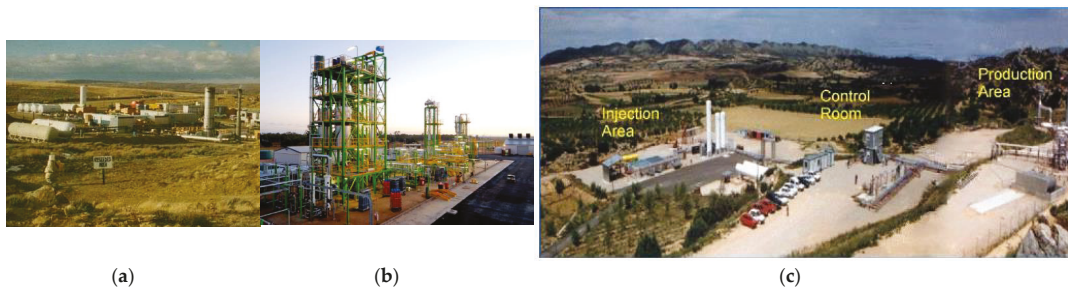 Injection
Area
Control
Room
Production
Area
(a)
(b)
(c)